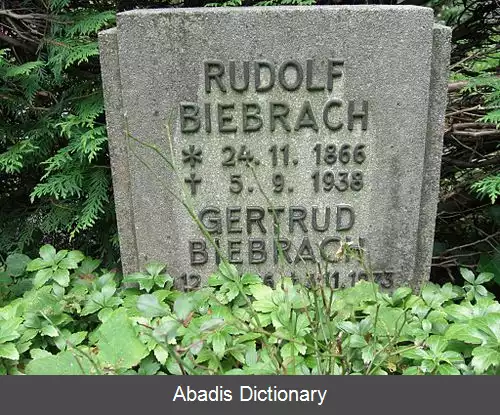 RUDOLF
BIEBRACH
* 24. 11. 1866
† 5. 9. 1938
GERTRUD
BIEBRACH
Abadis Dictionary